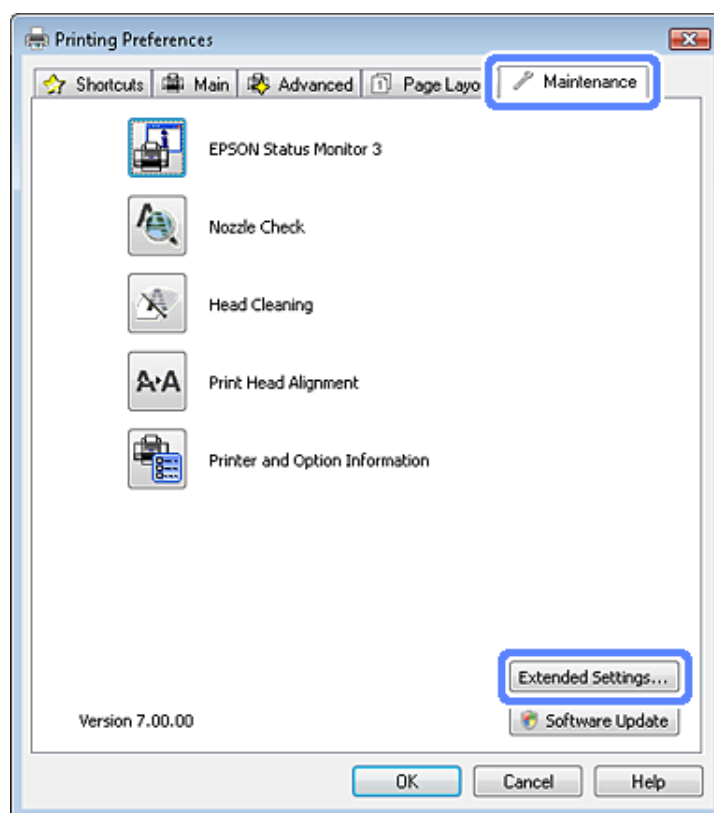 Printing Preferences
Shortcuts Main Advanced 1 Page Layo Maintenance
EPSON Status Monitor 3
Nozzle Check
Head Cleaning
A A Print Head Alignment
Printer and Option Information
Extended Settings...
Version 7.00.00 Software Update
OK Cancel Help